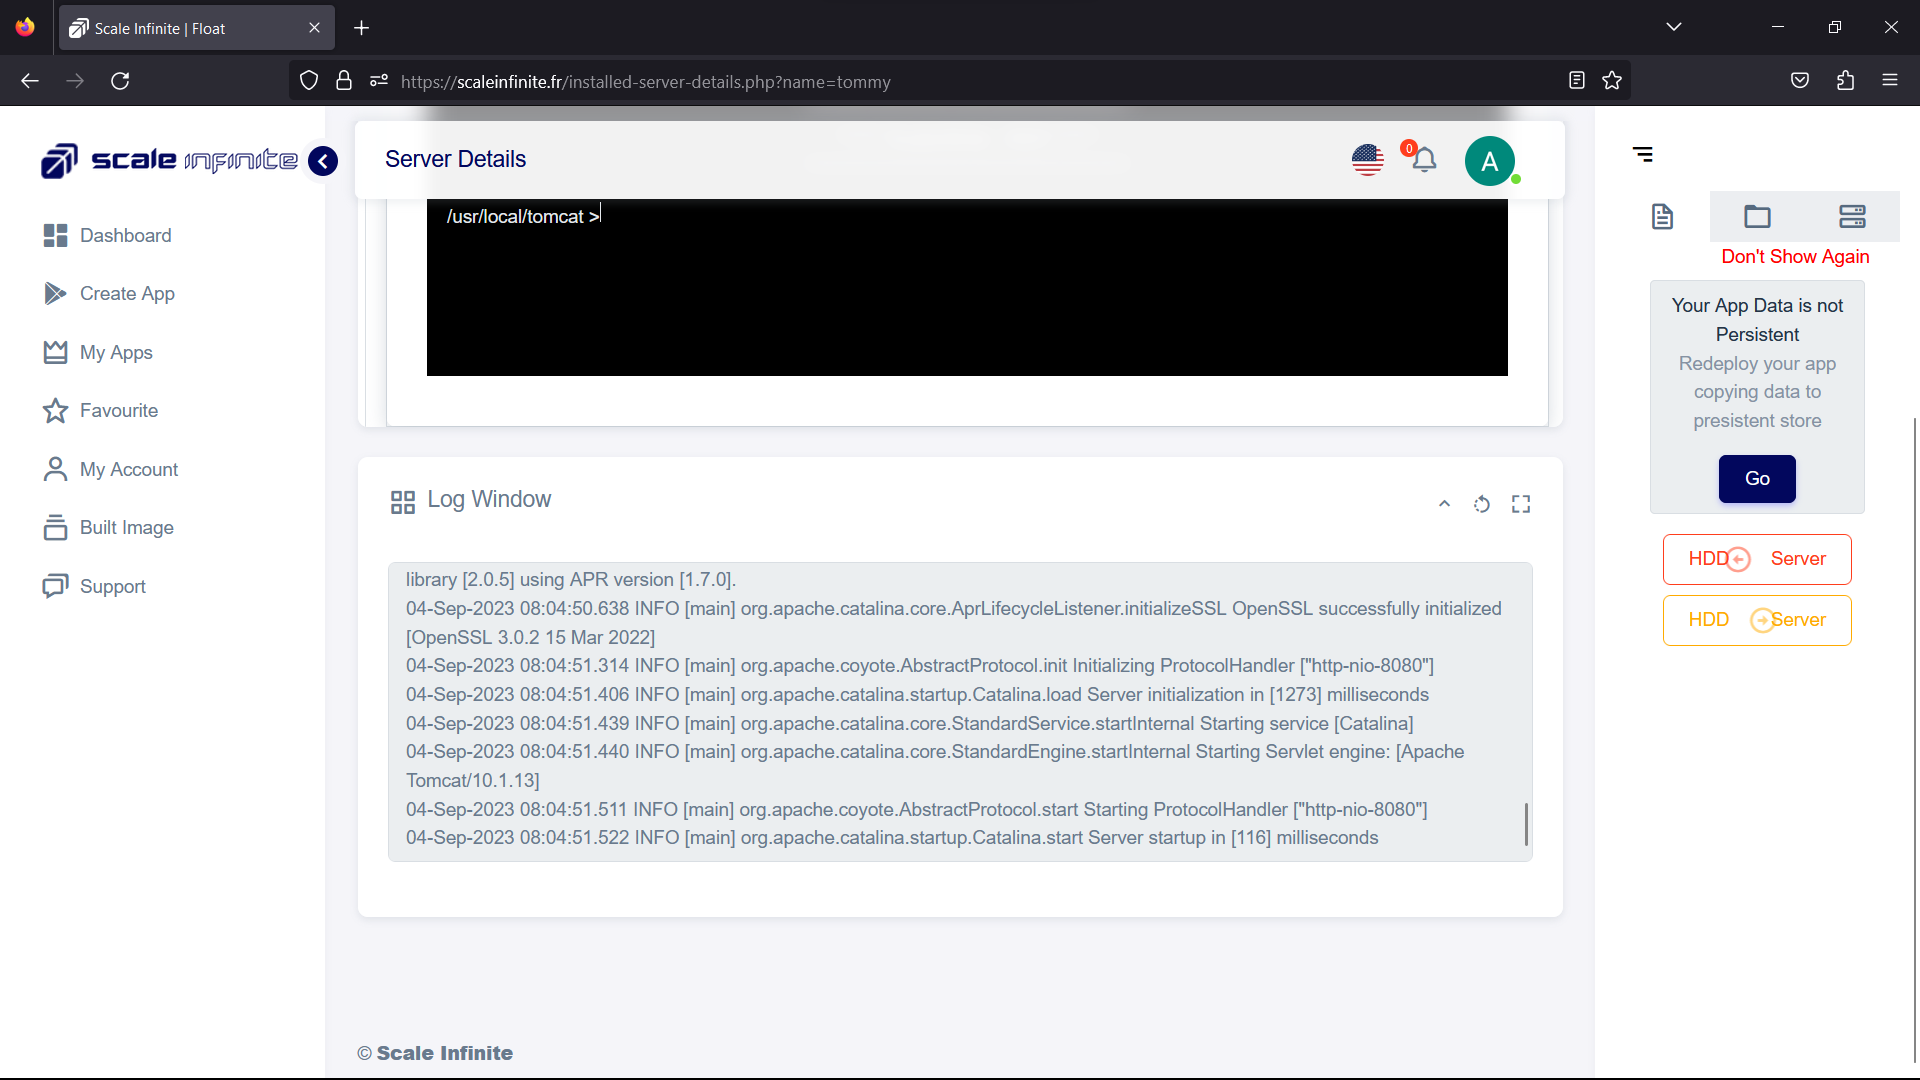 Scale Infinite | Float
https://scaleinfinite.fr/installed-server-details.php?name=tommy
scale infinite
Server Details
0
A
Dashboard
Create App
My Apps
Favourite
My Account
Built Image
Support
/usr/local/tomcat >
Log Window
library [2.0.5] using APR version [1.7.0].
04-Sep-2023 08:04:50.638 INFO [main] org.apache.catalina.core.AprLifecycleListener.initializeSSL OpenSSL successfully initialized
[OpenSSL 3.0.2 15 Mar 2022]
04-Sep-2023 08:04:51.314 INFO [main] org.apache.coyote.AbstractProtocol.init Initializing ProtocolHandler ["http-nio-8080"]
04-Sep-2023 08:04:51.406 INFO [main] org.apache.catalina.startup.Catalina.load Server initialization in [1273] milliseconds
04-Sep-2023 08:04:51.439 INFO [main] org.apache.catalina.core.StandardService.startInternal Starting service [Catalina]
04-Sep-2023 08:04:51.440 INFO [main] org.apache.catalina.core.StandardEngine.startInternal Starting Servlet engine: [Apache
Tomcat/10.1.13]
04-Sep-2023 08:04:51.511 INFO [main] org.apache.coyote.AbstractProtocol.start Starting ProtocolHandler ["http-nio-8080"]
04-Sep-2023 08:04:51.522 INFO [main] org.apache.catalina.startup.Catalina.start Server startup in [116] milliseconds
© Scale Infinite
Don't Show Again
Your App Data is not
Persistent
Redeploy your app
copying data to
presistent store
Go
HDD Server
HDD Server